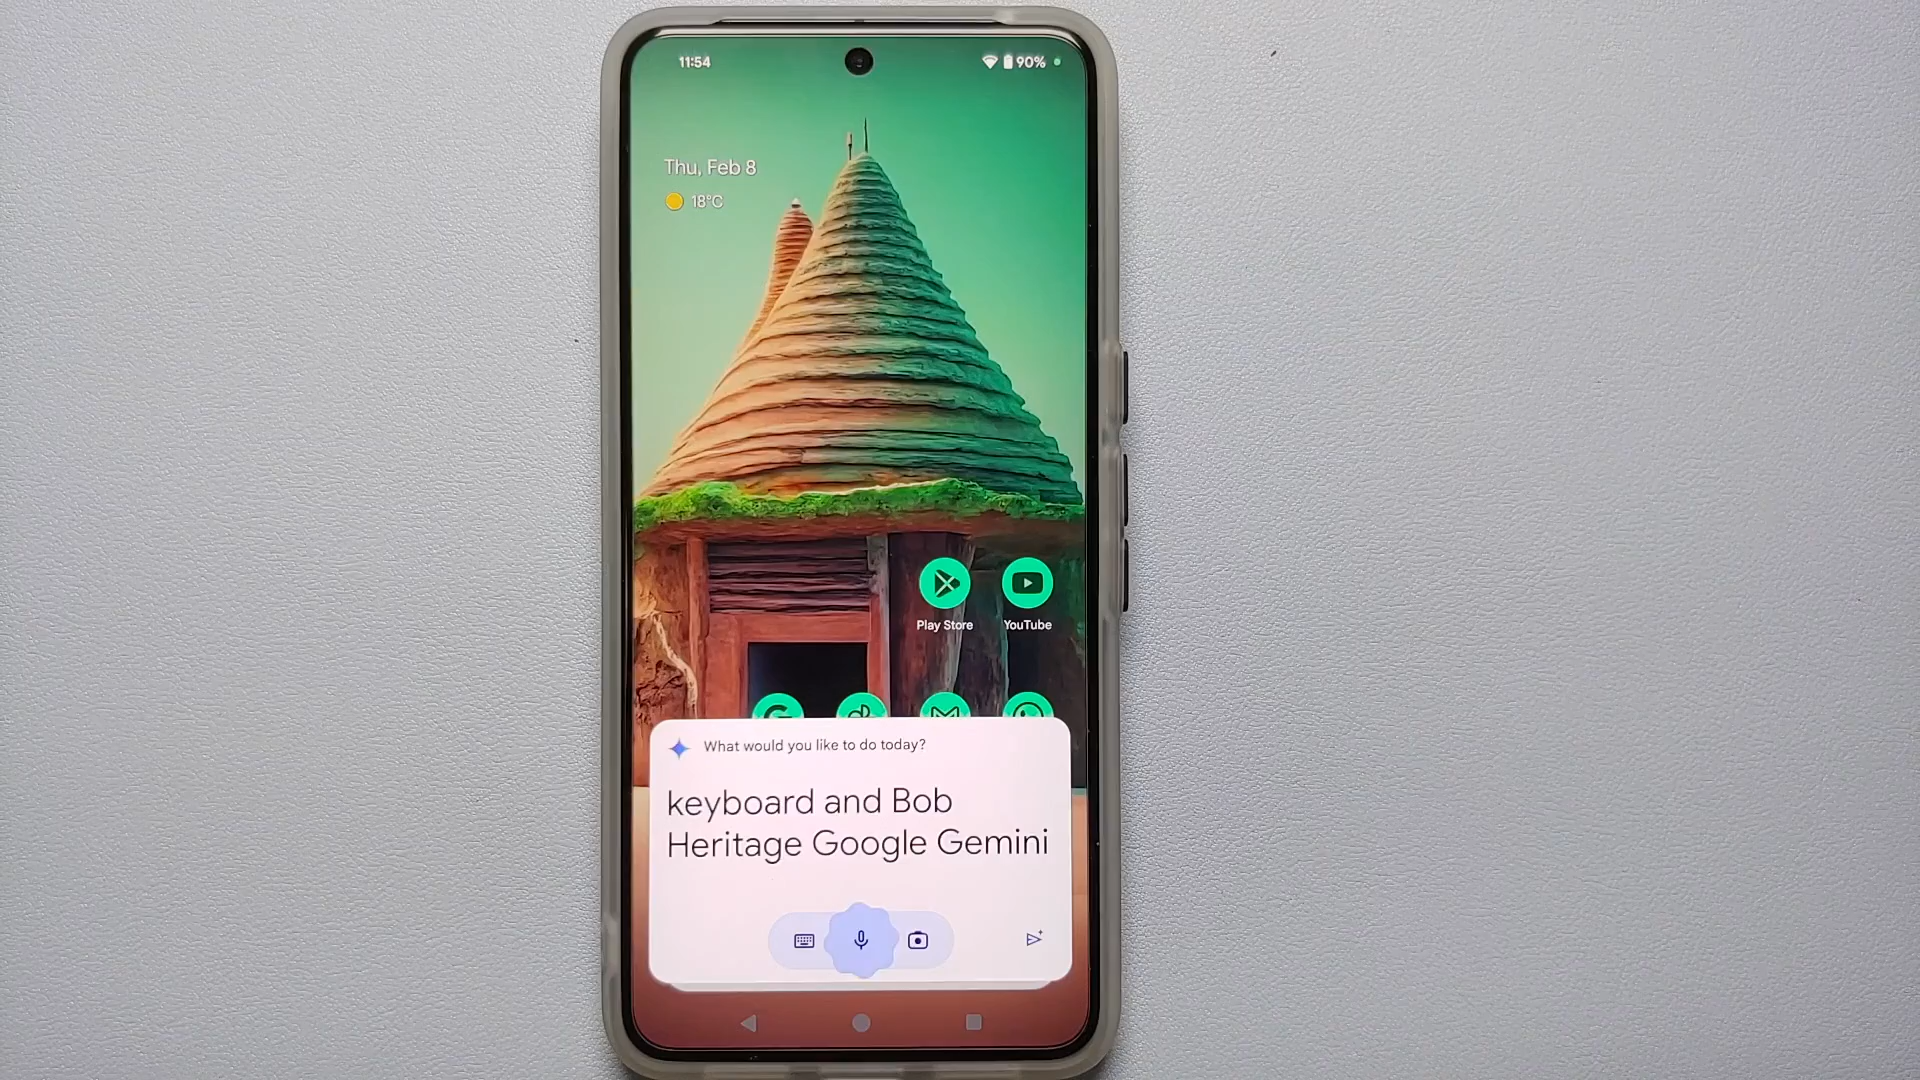 11:54
90%
Thu, Feb 8
18°C
Play Store
YouTube
What would you like to do today?
keyboard and Bob
Heritage Google Gemini